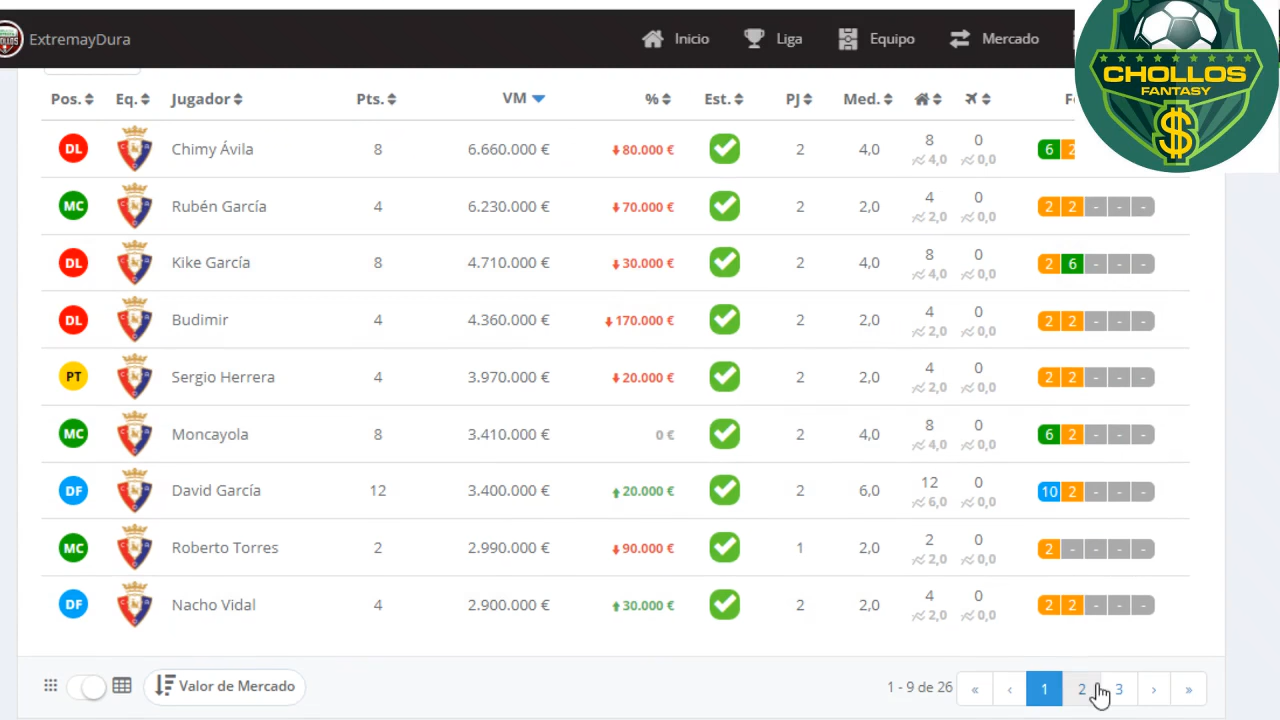 ExtremayDura Inicio Liga Equipo Mercado
CHOLLOS
FANTASY
$
Pos. Eq. Jugador Pts. VM % Est. PJ Med.
DL Chimy Ávila 8 6.660.000 € 80.000 € 2 4,0 8 0 6 2
4,0 0,0
MC Rubén García 4 6.230.000 € 70.000 € 2 2,0 4 0 2 2 - - -
2,0 0,0
DL Kike García 8 4.710.000 € 30.000 € 2 4,0 8 0 2 6 - - -
4,0 0,0
DL Budimir 4 4.360.000 € 170.000 € 2 2,0 4 0 2 2 - - -
2,0 0,0
PT Sergio Herrera 4 3.970.000 € 20.000 € 2 2,0 4 0 2 2 - - -
2,0 0,0
MC Moncayola 8 3.410.000 € 0 € 2 4,0 8 0 6 2 - - -
4,0 0,0
DF David García 12 3.400.000 € 20.000 € 2 6,0 12 0 10 2 - - -
6,0 0,0
MC Roberto Torres 2 2.990.000 € 90.000 € 1 2,0 2 0 2 - - - -
2,0 0,0
DF Nacho Vidal 4 2.900.000 € 30.000 € 2 2,0 4 0 2 2 - - -
2,0 0,0
Valor de Mercado 1 - 9 de 26 « ‹ 1 2 3 › »